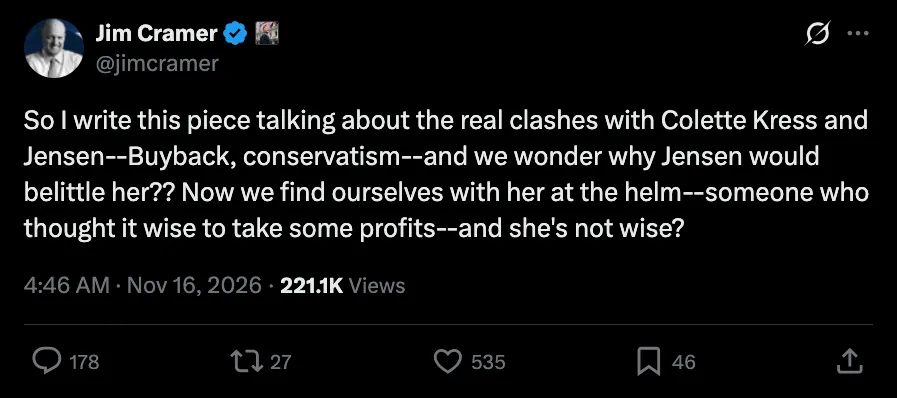 Jim Cramer
@jimcramer
So I write this piece talking about the real clashes with Colette Kress and
Jensen--Buyback, conservatism--and we wonder why Jensen would
belittle her?? Now we find ourselves with her at the helm--someone who
thought it wise to take some profits--and she's not wise?
4:46 AM · Nov 16, 2026 · 221.1K Views
178 27 535 46